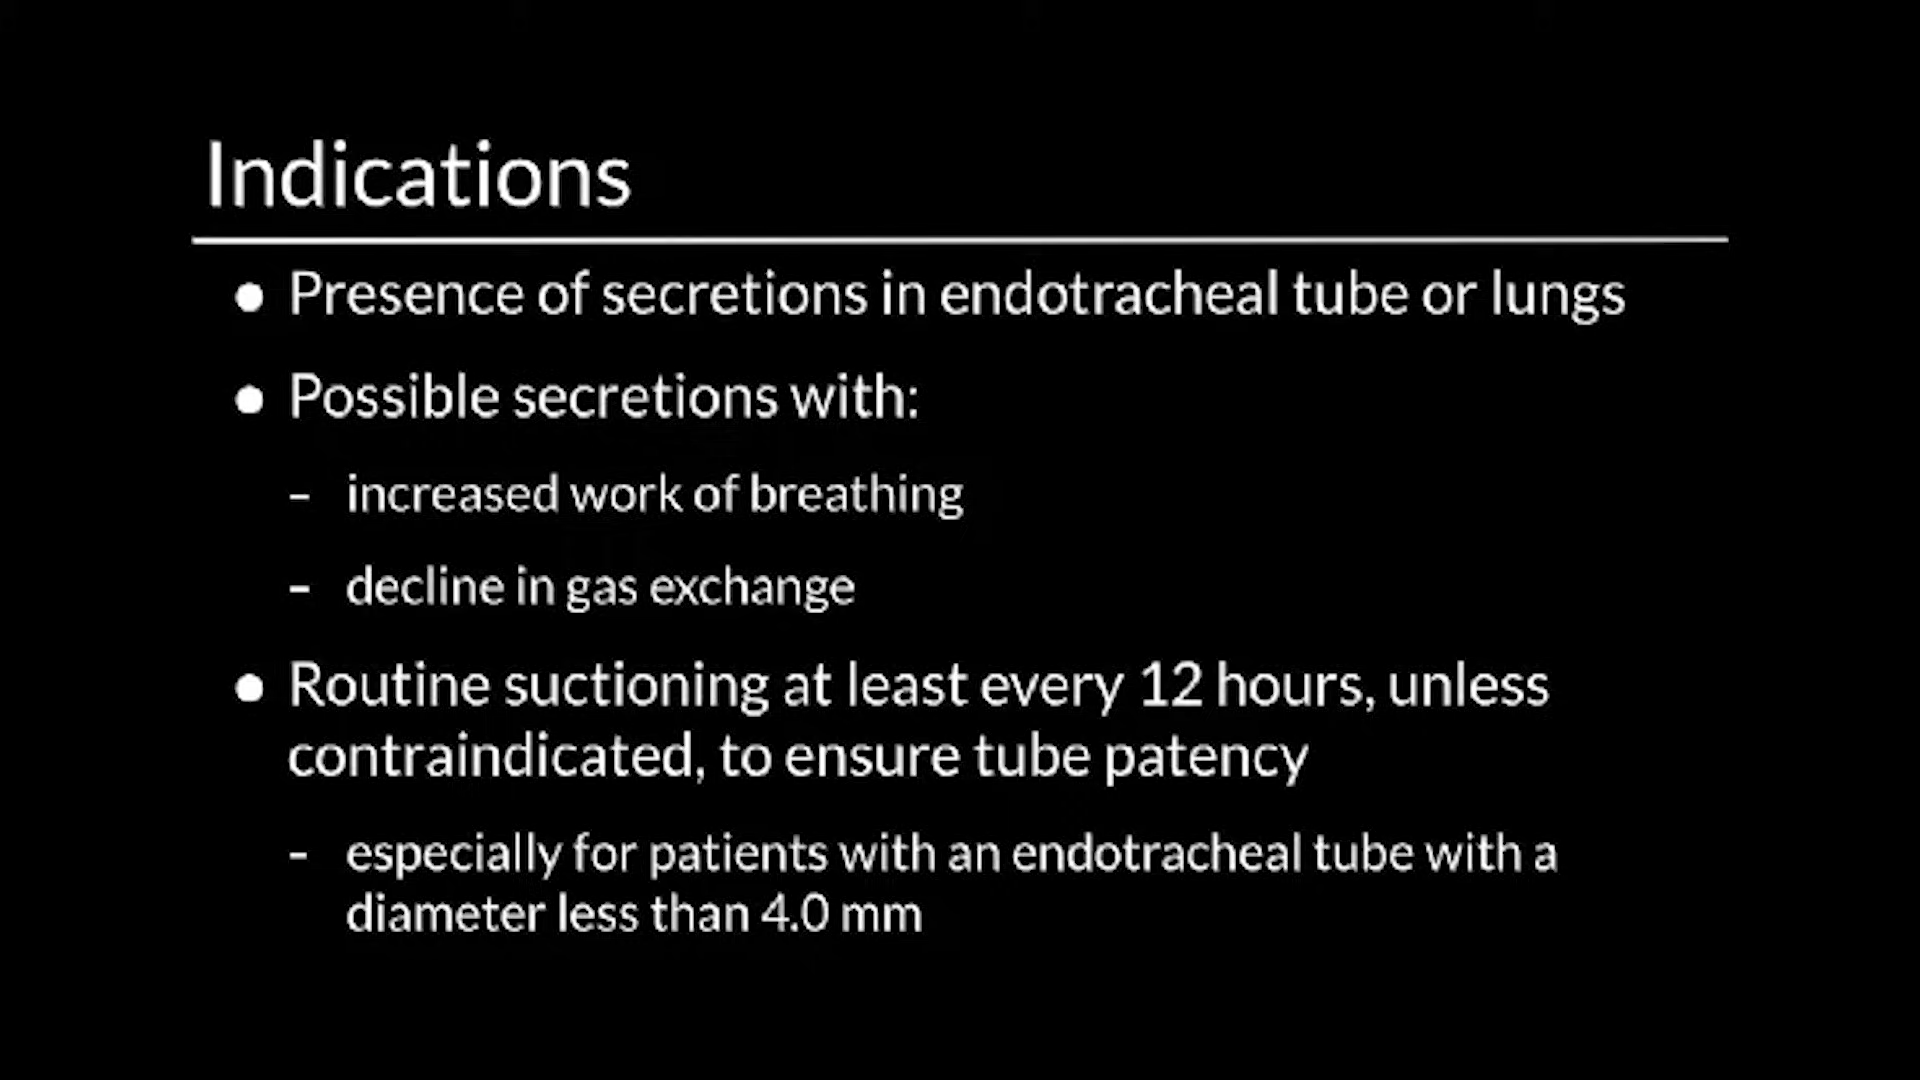 Indications
● Presence of secretions in endotracheal tube or lungs
● Possible secretions with:
– increased work of breathing
– decline in gas exchange
● Routine suctioning at least every 12 hours, unless
contraindicated, to ensure tube patency
- especially for patients with an endotracheal tube with a
diameter less than 4.0 mm